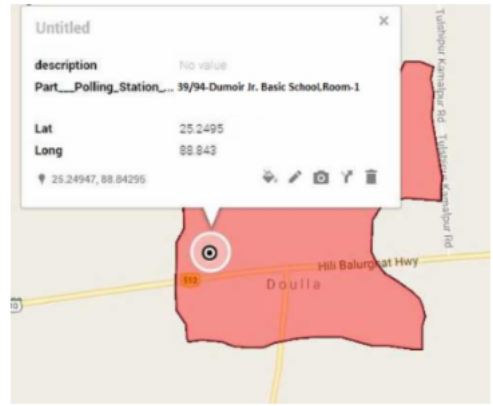 Untitled
description No value
Part___Polling_Station_... 39/94-Dumoir Jr. Basic School,Room-1
Lat 25.2495
Long 88.843
25.24947, 88.84295
Tulshipur Kamalpur Rd
Tulshipur Kamalpur Rd
Hili Balurghat Hwy
512
Doulla